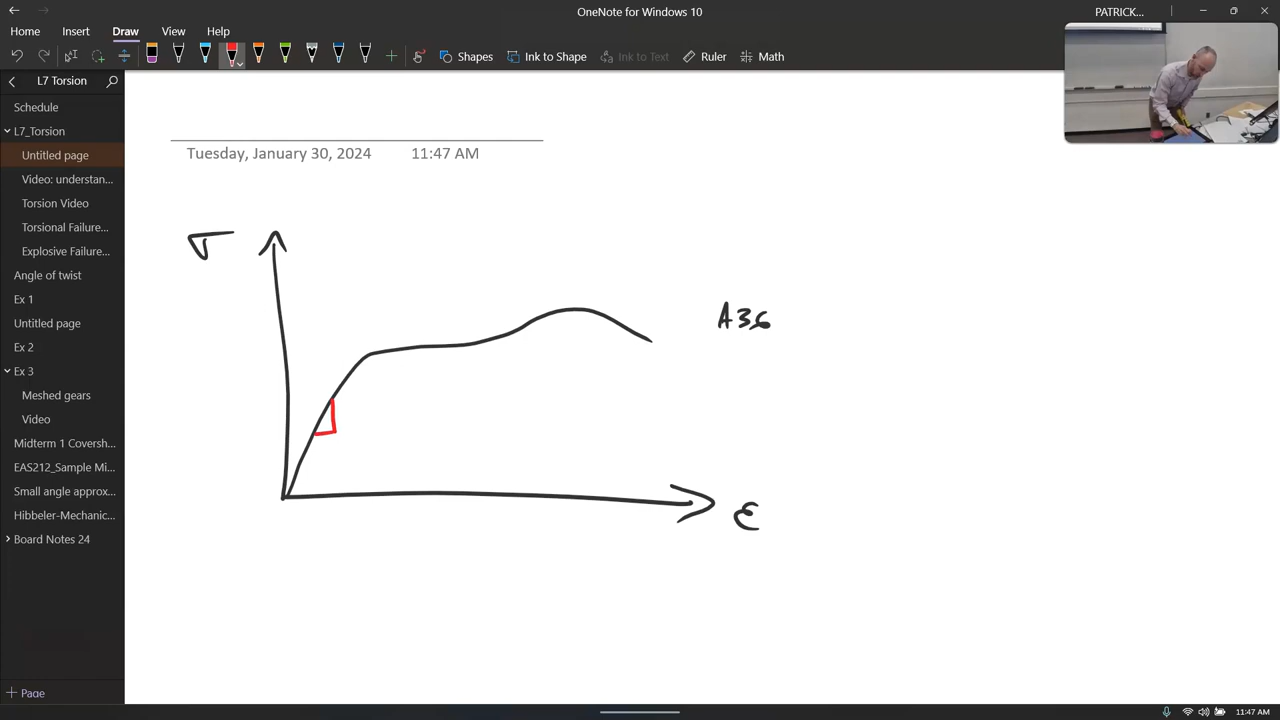 OneNote for Windows 10
PATRICK...
Home Insert Draw View Help
Shapes Ink to Shape Ink to Text Ruler Math
L7 Torsion
Schedule
L7_Torsion
Untitled page
Video: understan...
Torsion Video
Torsional Failure...
Explosive Failure...
Angle of twist
Ex 1
Untitled page
Ex 2
Ex 3
Meshed gears
Video
Midterm 1 Coversh...
EAS212_Sample Mi...
Small angle approx...
Hibbeler-Mechanic...
Board Notes 24
Page
Tuesday, January 30, 2024 11:47 AM
σ
A36
ε
11:47 AM